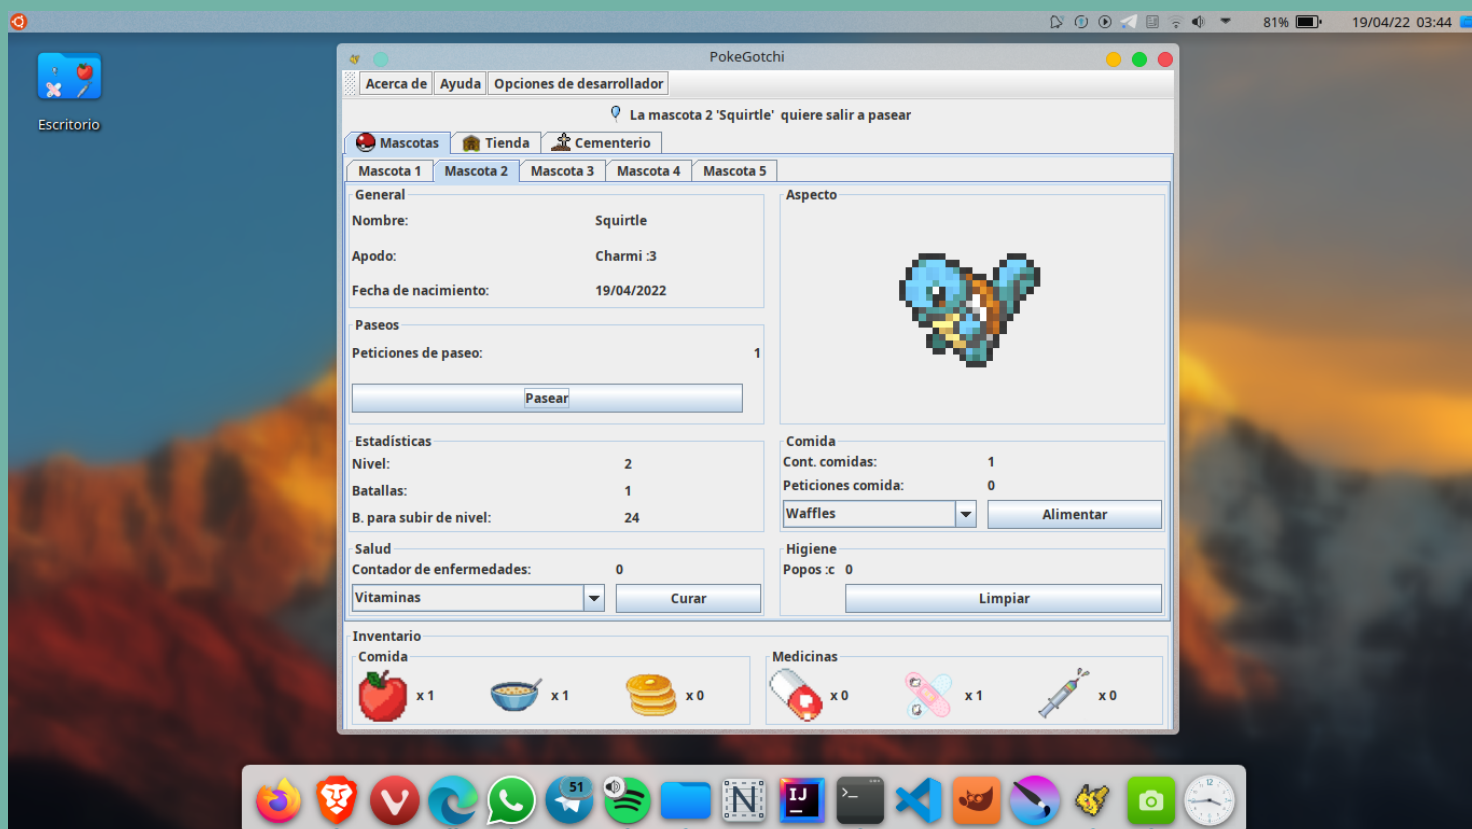 81% 19/04/22 03:44
Escritorio
PokeGotchi
Acerca de Ayuda Opciones de desarrollador
La mascota 2 'Squirtle' quiere salir a pasear
Mascotas Tienda Cementerio
Mascota 1 Mascota 2 Mascota 3 Mascota 4 Mascota 5
General
Nombre: Squirtle
Apodo: Charmi :3
Fecha de nacimiento: 19/04/2022
Paseos
Peticiones de paseo: 1
Pasear
Aspecto
Estadísticas
Nivel: 2
Batallas: 1
B. para subir de nivel: 24
Comida
Cont. comidas: 1
Peticiones comida: 0
Waffles Alimentar
Salud
Contador de enfermedades: 0
Vitaminas Curar
Higiene
Popos :c 0
Limpiar
Inventario
Comida
x 1 x 1 x 0
Medicinas
x 0 x 1 x 0
51
N
IJ
>_
12